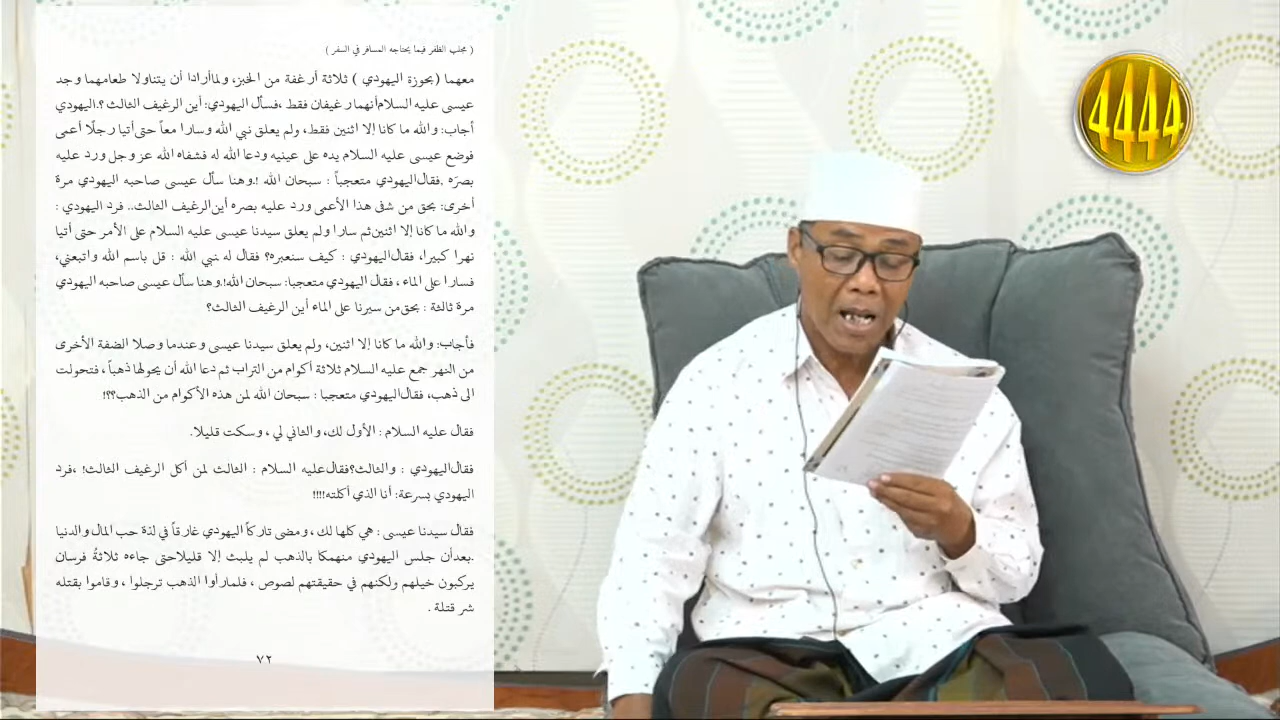 ( مجلب الظفر فيما يحتاجه المسافر في السفر )
معهما (بحوزة اليهودي ) ثلاثة أرغفة من الخبز، ولماأرادا أن يتناولا طعامهما وجد
عيسى عليه السلام أنهمارغيفان فقط ،فسأل اليهودي: أين الرغيف الثالث ؟.اليهودي
أجاب: والله ما كانا إلا اثنين فقط، ولم يعلق نبي الله وسارا معاً حتى أتيا رجلًا أعمى
فوضع عيسى عليه السلام يده على عينيه ودعا الله له فشفاه الله عز وجل ورد عليه
بصرَه .فقال اليهودي متعجباً : سبحان الله !.وهنا سأل عيسى صاحبه اليهودي مرة
أخرى: بحق من شفى هذا الأعمى ورد عليه بصره أين الرغيف الثالث.. فرد اليهودي :
والله ما كانا إلا اثنين ثم سارا ولم يعلق سيدنا عيسى عليه السلام على الأمر حتى أتيا
نهرا كبيرا، فقال اليهودي : كيف سنعبره؟ فقال له نبي الله : قل باسم الله واتبعني،
فسارا على الماء ، فقال اليهودي متعجبا: سبحان الله!.وهنا سأل عيسى صاحبه اليهودي
مرة ثالثة : بحق من سيرنا على الماء أين الرغيف الثالث؟
فأجاب: والله ما كانا إلا اثنين، ولم يعلق سيدنا عيسى وعندما وصلا الضفة الأخرى
من النهر جمع عليه السلام ثلاثة أكوام من التراب ثم دعا الله أن يحولها ذهباً ، فتحولت
الى ذهب، فقال اليهودي متعجبا : سبحان الله لمن هذه الأكوام من الذهب؟؟!
فقال عليه السلام : الأول لك، والثاني لي ، وسكت قليلا.
فقال اليهودي : والثالث؟فقال عليه السلام : الثالث لمن أكل الرغيف الثالث! ،فرد
اليهودي بسرعة: أنا الذي أكلته!!!!
فقال سيدنا عيسى : هي كلها لك ، ومضى تاركاً اليهودي غارقاً في لذة حب المال والدنيا
.بعدأن جلس اليهودي منهمكا بالذهب لم يلبث إلا قليلاحتى جاءه ثلاثةُ فرسان
يركبون خيلهم ولكنهم في حقيقتهم لصوص ، فلمارأوا الذهب ترجلوا ، وقاموا بقتله
شر قتلة .
٧٢
4444